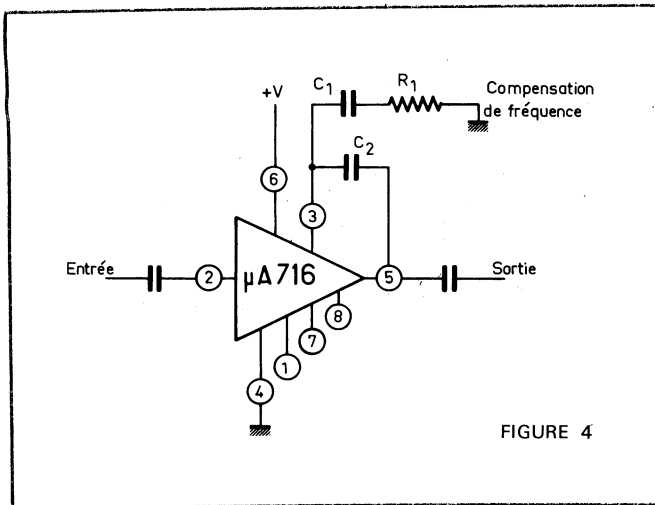 C1
R1
Compensation
de fréquence
+V
C2
6
3
Entrée
2
µA716
5
Sortie
8
7
1
4
FIGURE 4